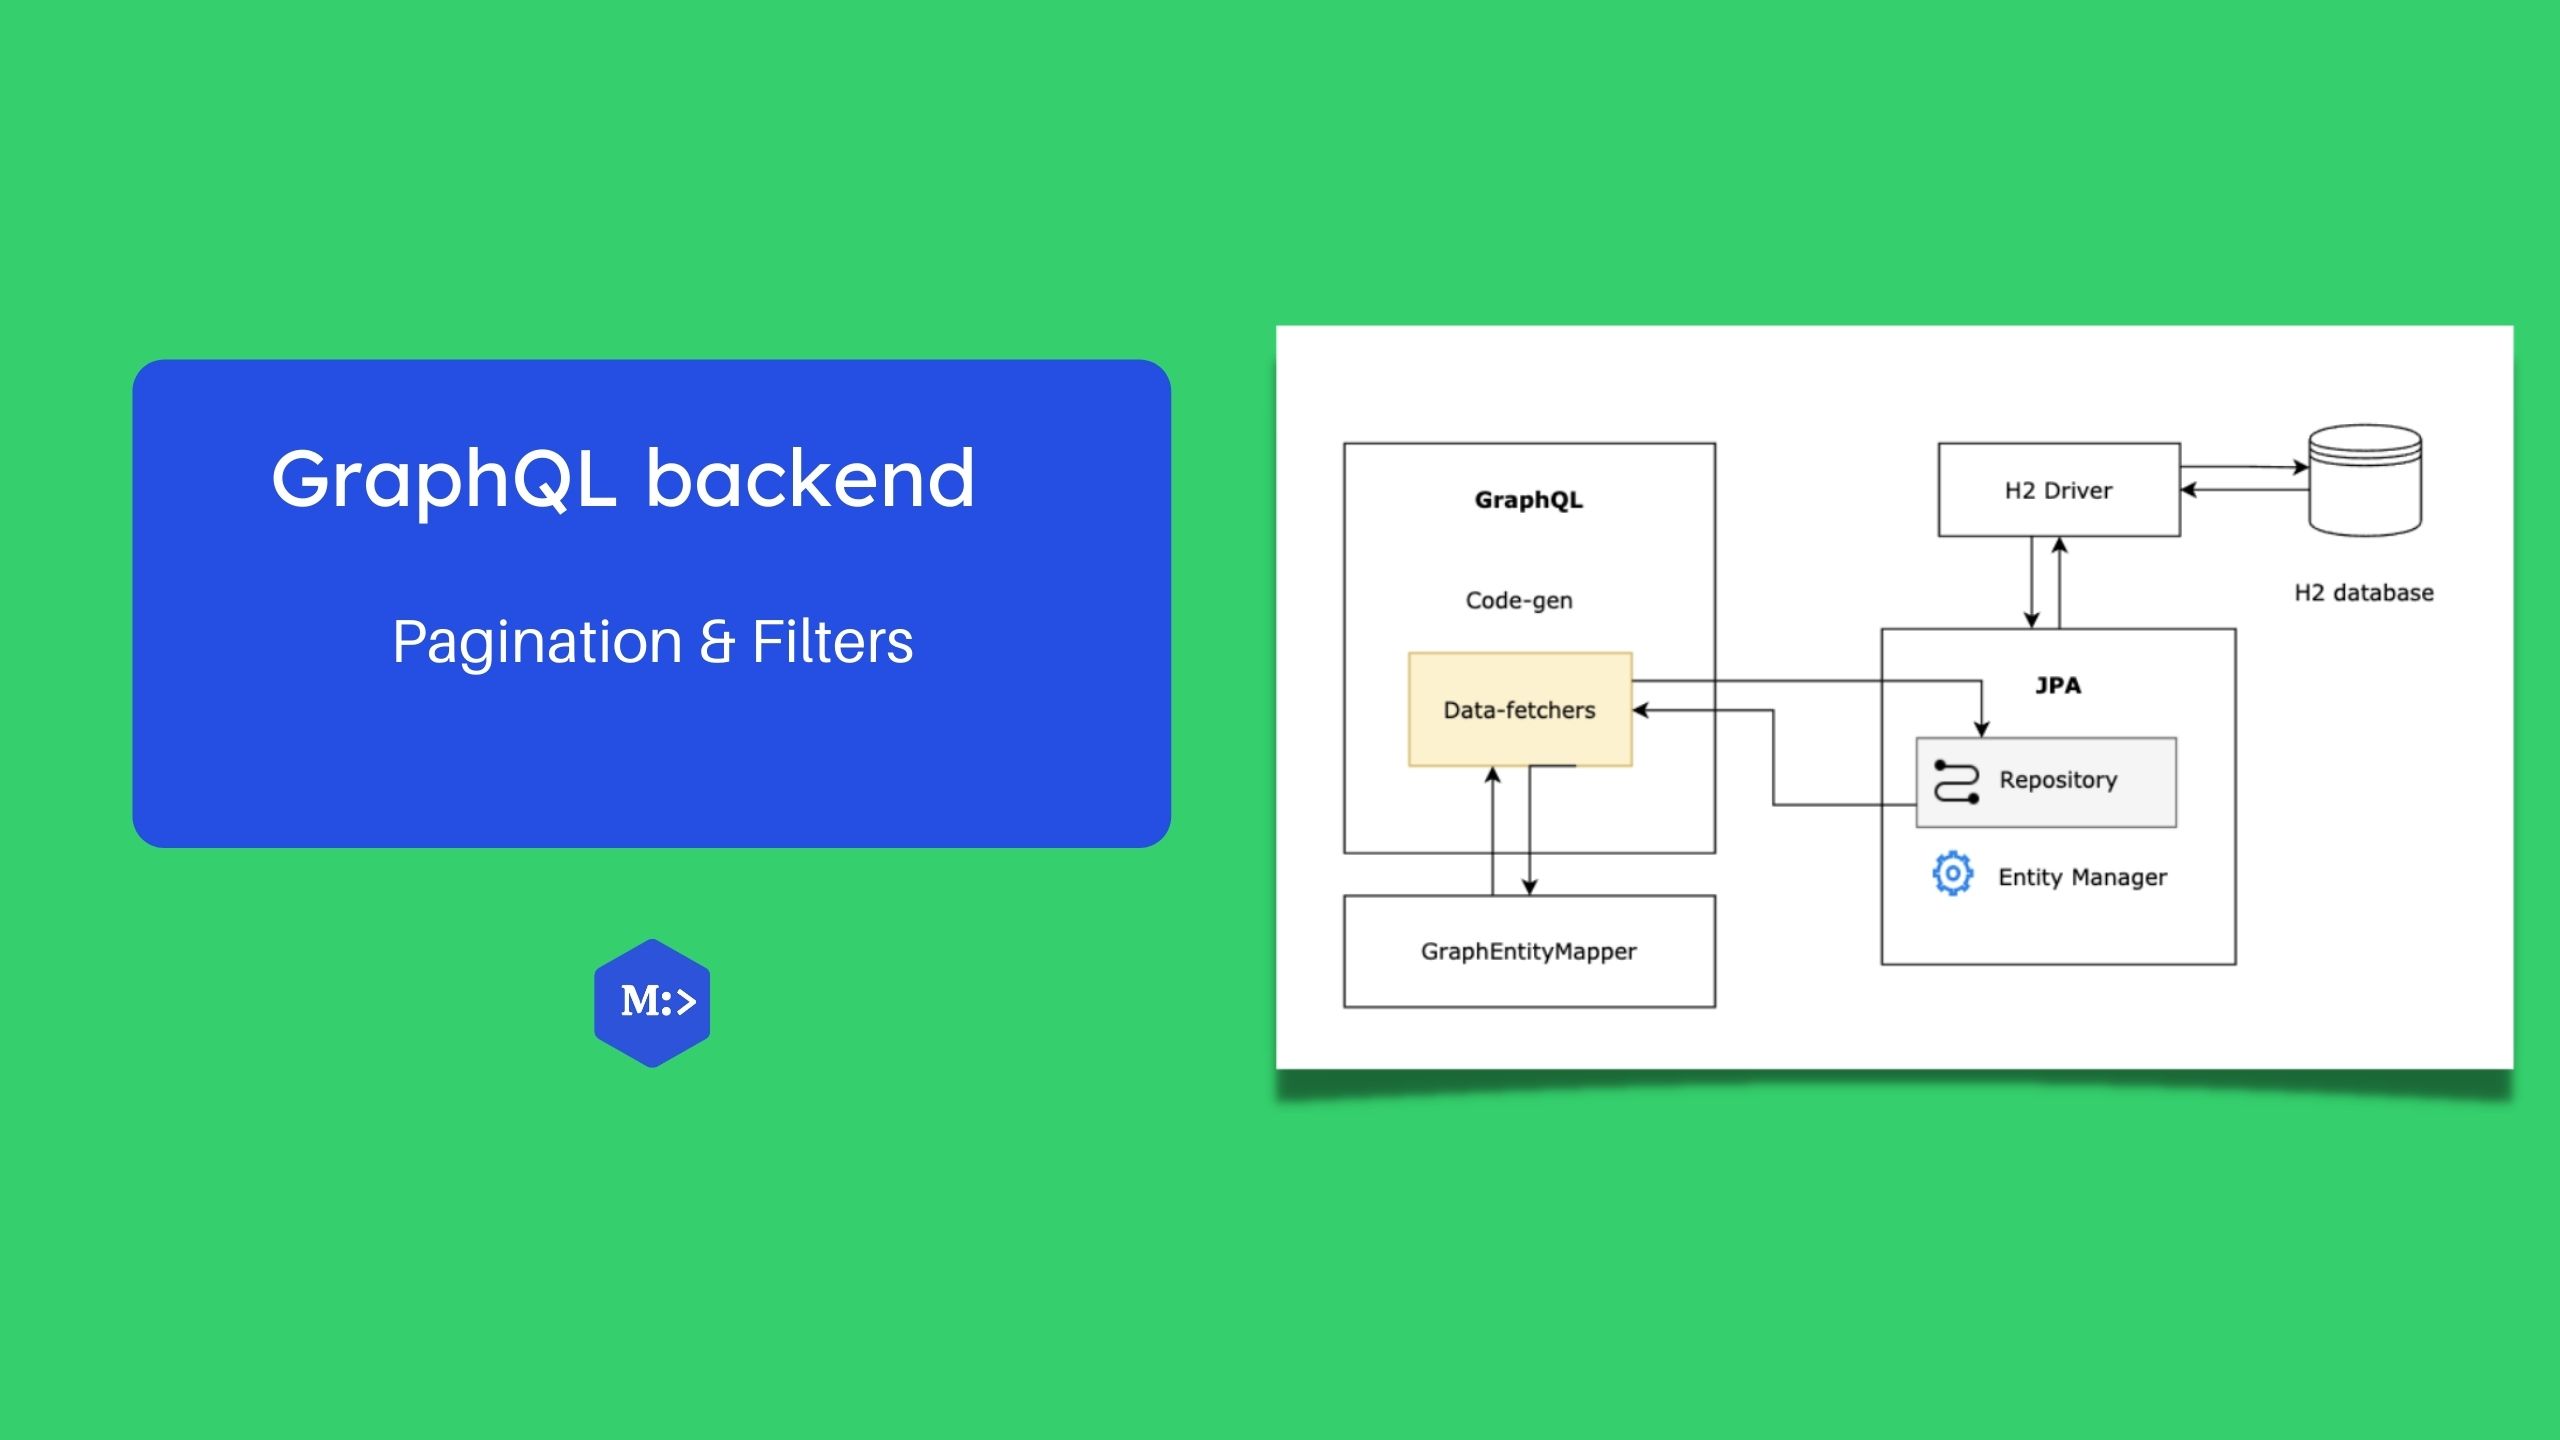 GraphQL backend
Pagination & Filters
M:>
GraphQL
Code-gen
Data-fetchers
GraphEntityMapper
H2 Driver
H2 database
JPA
Repository
Entity Manager